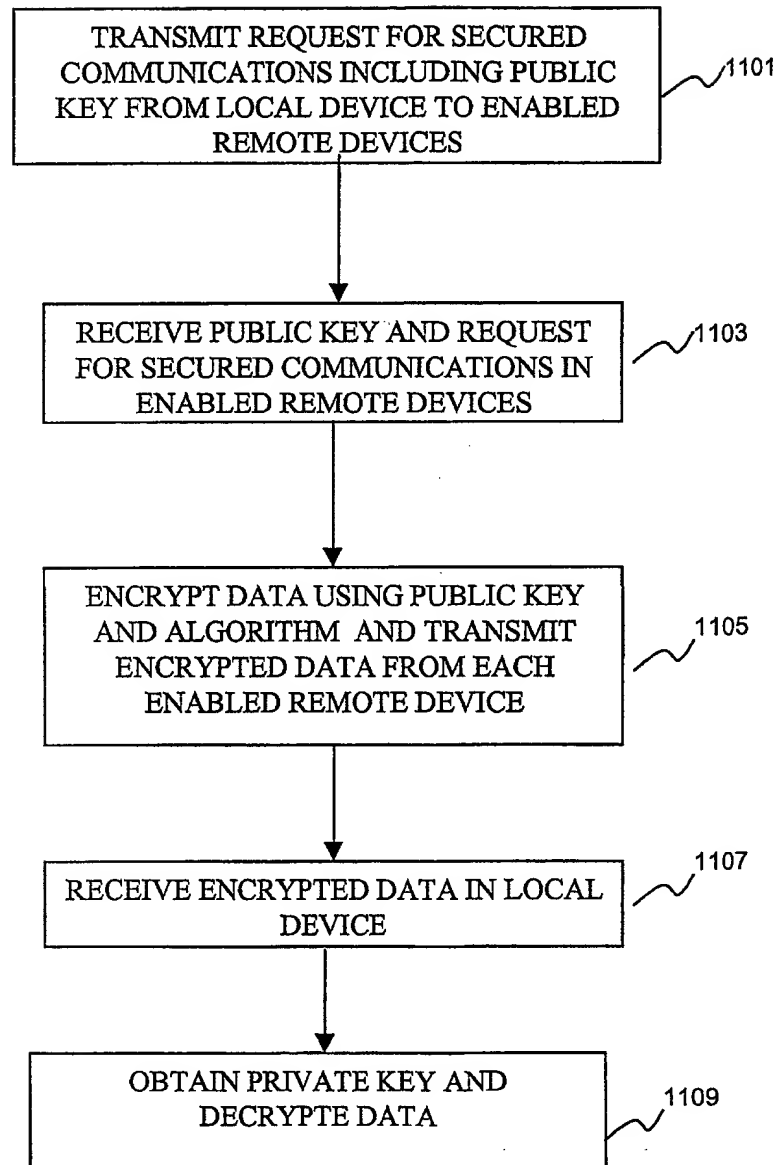 TRANSMIT REQUEST FOR SECURED
COMMUNICATIONS INCLUDING PUBLIC
KEY FROM LOCAL DEVICE TO ENABLED
REMOTE DEVICES
1101
RECEIVE PUBLIC KEY AND REQUEST
FOR SECURED COMMUNICATIONS IN
ENABLED REMOTE DEVICES
1103
ENCRYPT DATA USING PUBLIC KEY
AND ALGORITHM AND TRANSMIT
ENCRYPTED DATA FROM EACH
ENABLED REMOTE DEVICE
1105
RECEIVE ENCRYPTED DATA IN LOCAL
DEVICE
1107
OBTAIN PRIVATE KEY AND
DECRYPTE DATA
1109